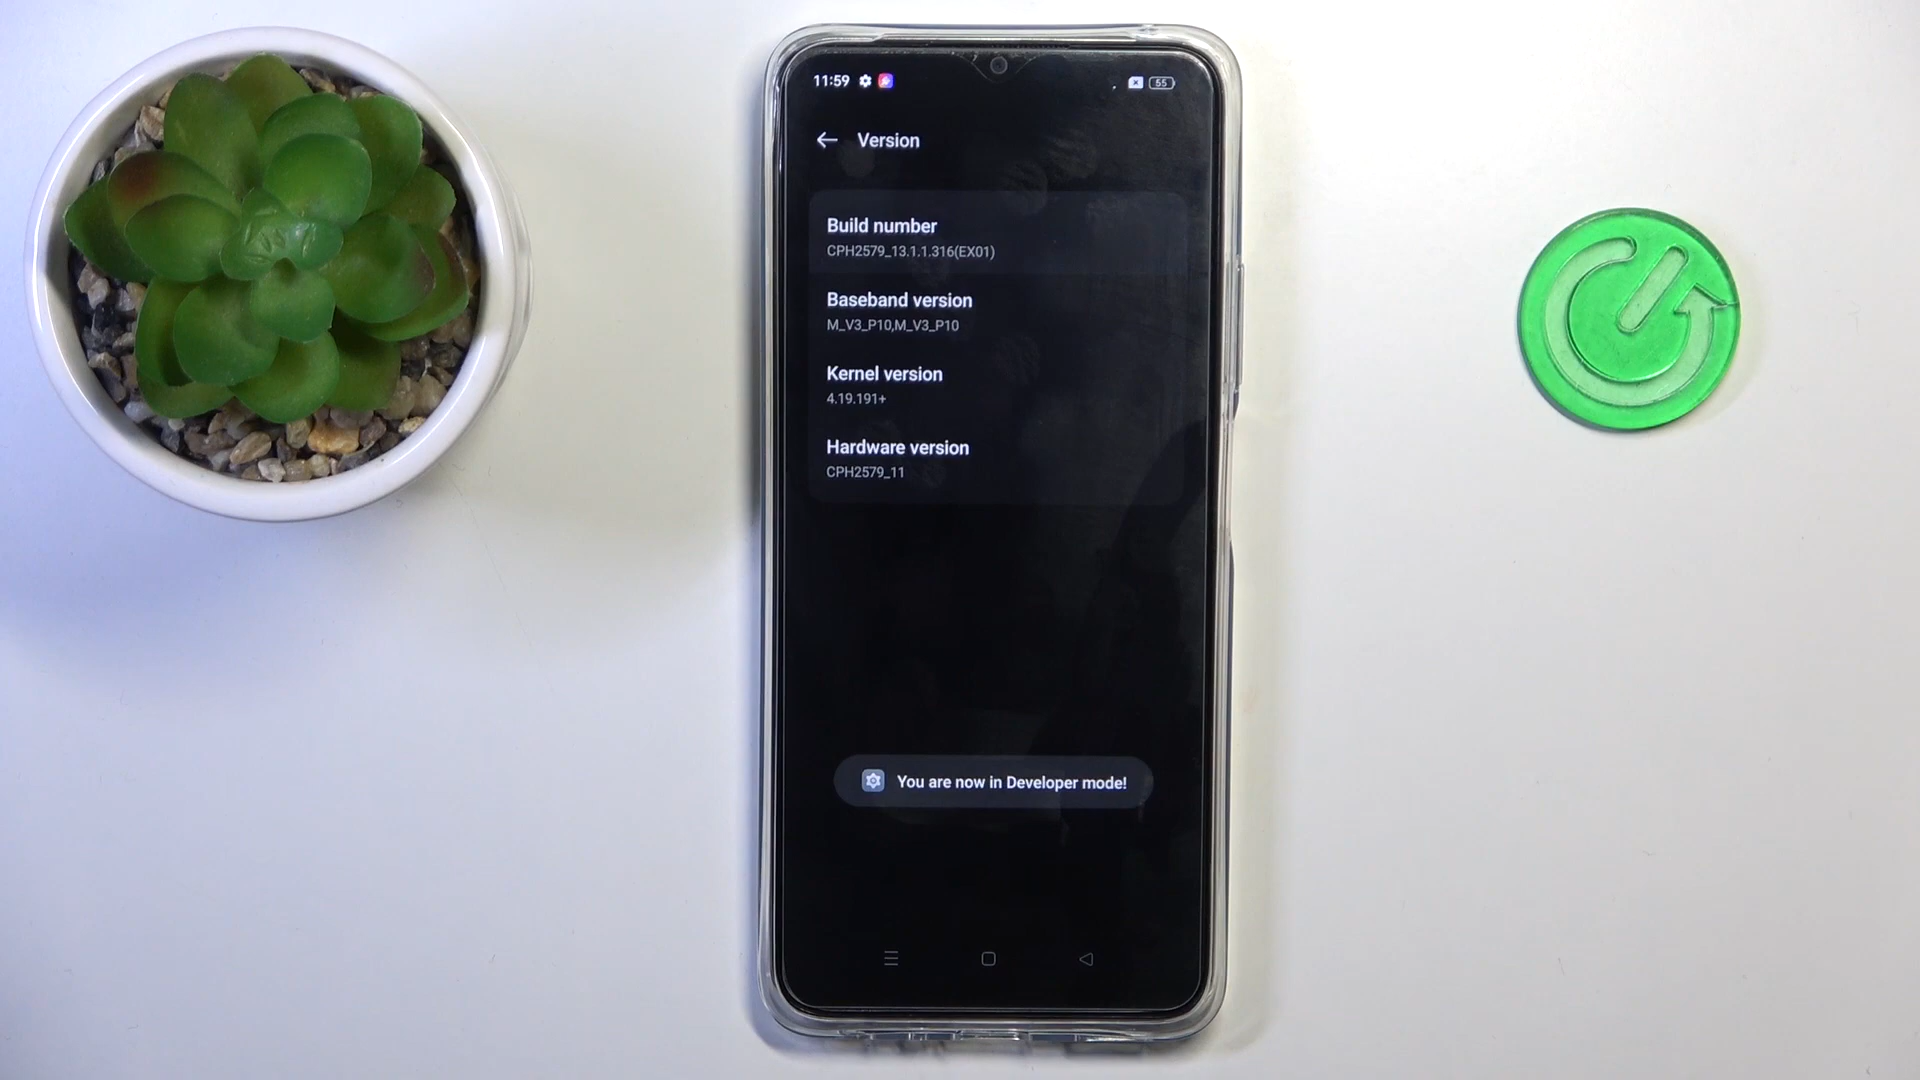 11:59
55
Version
Build number
CPH2579_13.1.1.316(EX01)
Baseband version
M_V3_P10,M_V3_P10
Kernel version
4.19.191+
Hardware version
CPH2579_11
You are now in Developer mode!